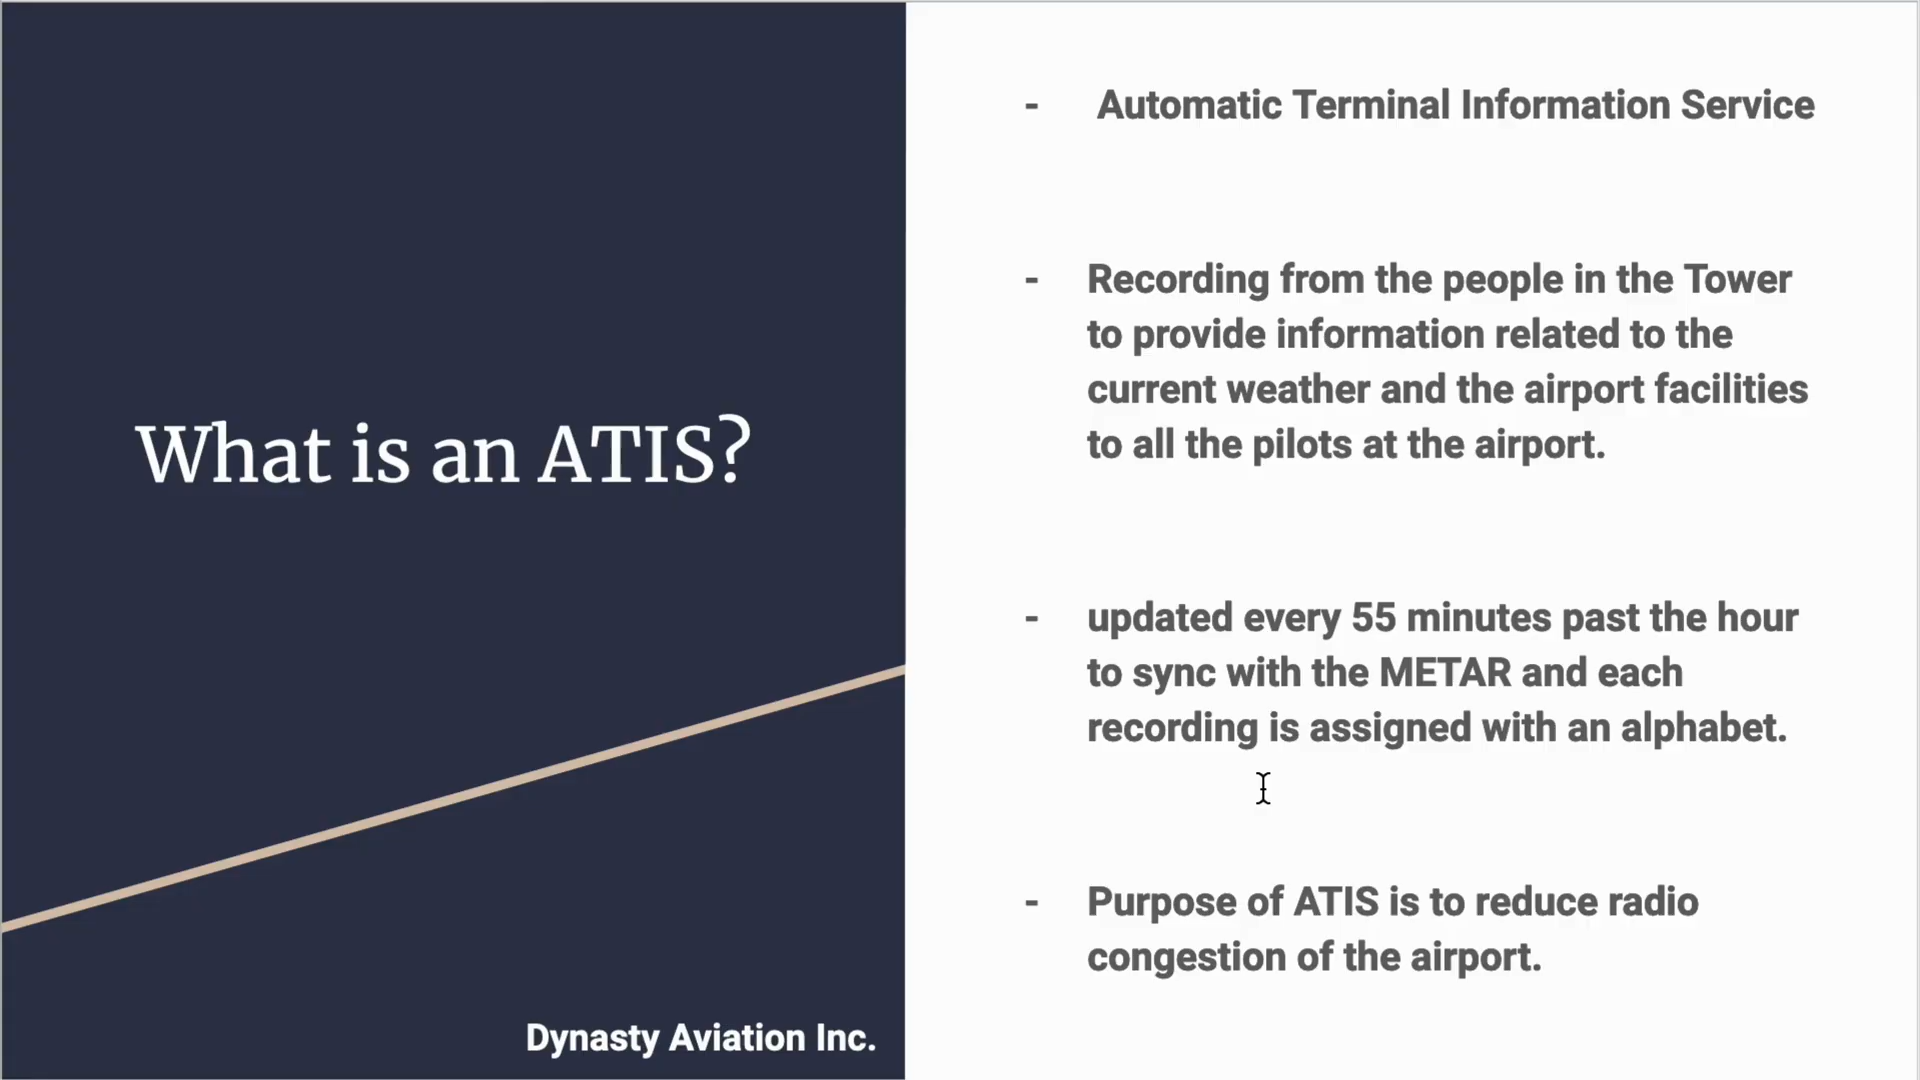 What is an ATIS?
Dynasty Aviation Inc.
- Automatic Terminal Information Service
- Recording from the people in the Tower
to provide information related to the
current weather and the airport facilities
to all the pilots at the airport.
- updated every 55 minutes past the hour
to sync with the METAR and each
recording is assigned with an alphabet.
- Purpose of ATIS is to reduce radio
congestion of the airport.